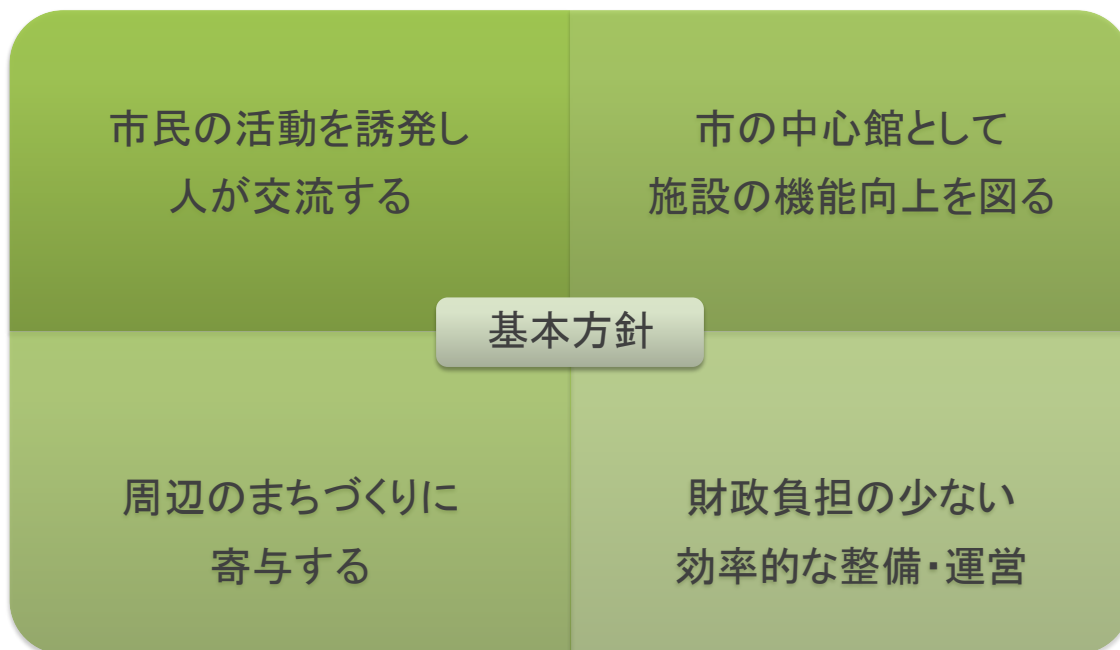 市民の活動を誘発し
人が交流する
市の中心館として
施設の機能向上を図る
基本方針
周辺のまちづくりに
寄与する
財政負担の少ない
効率的な整備・運営